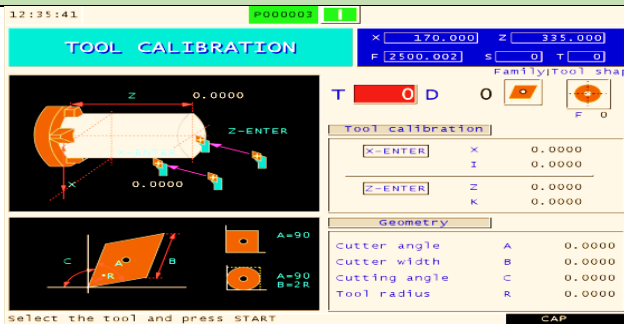 12:35:41 P000003
TOOL CALIBRATION
X 170.000 Z 335.000
F 2500.002 S 0 T 0
Family Tool shap
T 0 D 0
F 0
Z 0.0000
Z-ENTER
X 0.0000
Tool calibration
X-ENTER X 0.0000
I 0.0000
Z-ENTER Z 0.0000
K 0.0000
C A B
R
A=90
A=90
B=2R
Geometry
Cutter angle A 0.0000
Cutter width B 0.0000
Cutting angle C 0.0000
Tool radius R 0.0000
Select the tool and press START CAP